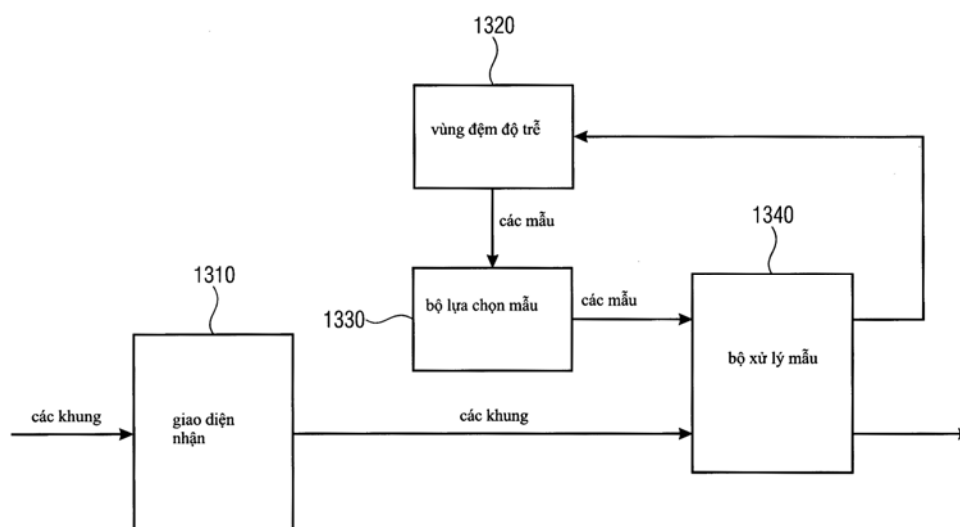 1320
vùng đệm độ trễ
các mẫu
1340
1310
bộ lựa chọn mẫu
các mẫu
1330
bộ xử lý mẫu
các khung
giao diện
nhận
các khung